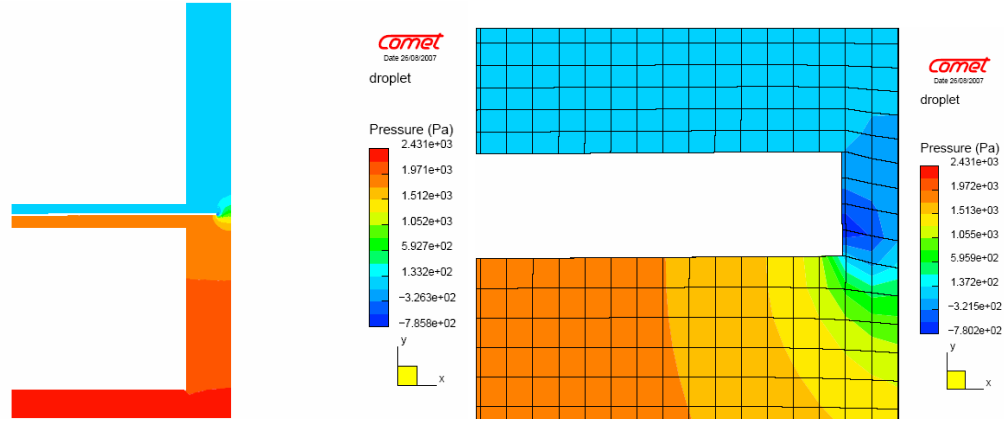 Comet
Date 26/08/2007
droplet
Pressure (Pa)
2.431e+03
1.971e+03
1.512e+03
1.052e+03
5.927e+02
1.332e+02
−3.263e+02
−7.858e+02
y
x
Comet
Date 26/08/2007
droplet
Pressure (Pa)
2.431e+03
1.972e+03
1.513e+03
1.055e+03
5.959e+02
1.372e+02
−3.215e+02
−7.802e+02
y
x